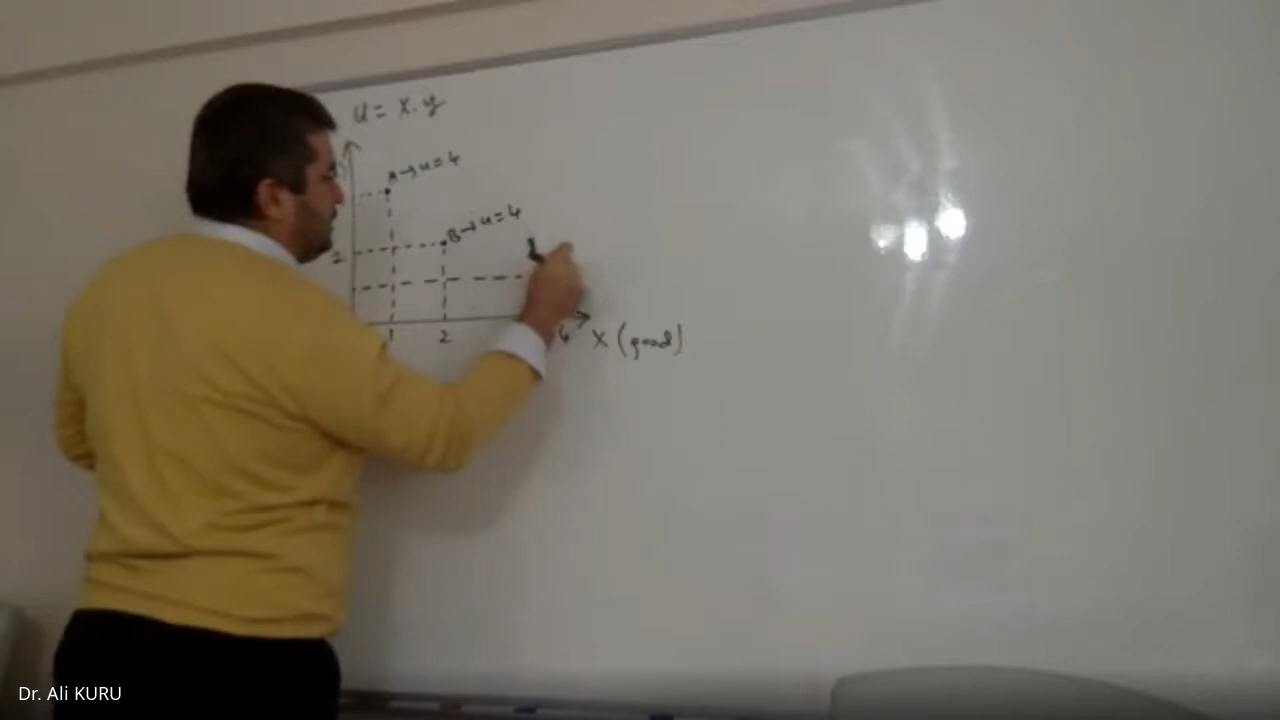 u = x.y
y
A → u = 4
B → u = 4
2
1 2 4 X (good)
Dr. Ali KURU